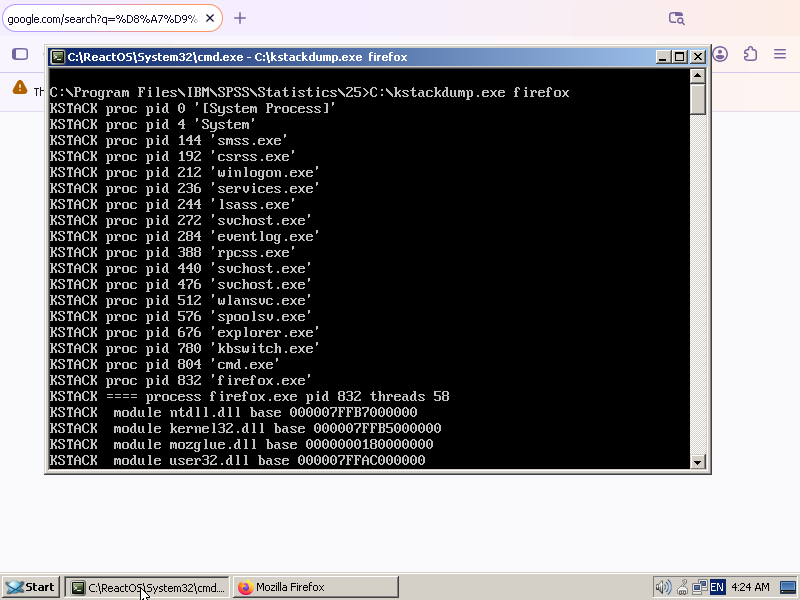 google.com/search?q=%D8%A7%D9%
C:\ReactOS\System32\cmd.exe - C:\kstackdump.exe firefox
Th
C:\Program Files\IBM\SPSS\Statistics\25>C:\kstackdump.exe firefox
KSTACK proc pid 0 '[System Process]'
KSTACK proc pid 4 'System'
KSTACK proc pid 144 'smss.exe'
KSTACK proc pid 192 'csrss.exe'
KSTACK proc pid 212 'winlogon.exe'
KSTACK proc pid 236 'services.exe'
KSTACK proc pid 244 'lsass.exe'
KSTACK proc pid 272 'svchost.exe'
KSTACK proc pid 284 'eventlog.exe'
KSTACK proc pid 388 'rpcss.exe'
KSTACK proc pid 440 'svchost.exe'
KSTACK proc pid 476 'svchost.exe'
KSTACK proc pid 512 'wlansvc.exe'
KSTACK proc pid 576 'spoolsv.exe'
KSTACK proc pid 676 'explorer.exe'
KSTACK proc pid 780 'kbswitch.exe'
KSTACK proc pid 804 'cmd.exe'
KSTACK proc pid 832 'firefox.exe'
KSTACK ==== process firefox.exe pid 832 threads 58
KSTACK  module ntdll.dll base 000007FFB7000000
KSTACK  module kernel32.dll base 000007FFB5000000
KSTACK  module mozglue.dll base 0000000180000000
KSTACK  module user32.dll base 000007FFAC000000
Start
C:\ReactOS\System32\cmd...
Mozilla Firefox
EN
4:24 AM